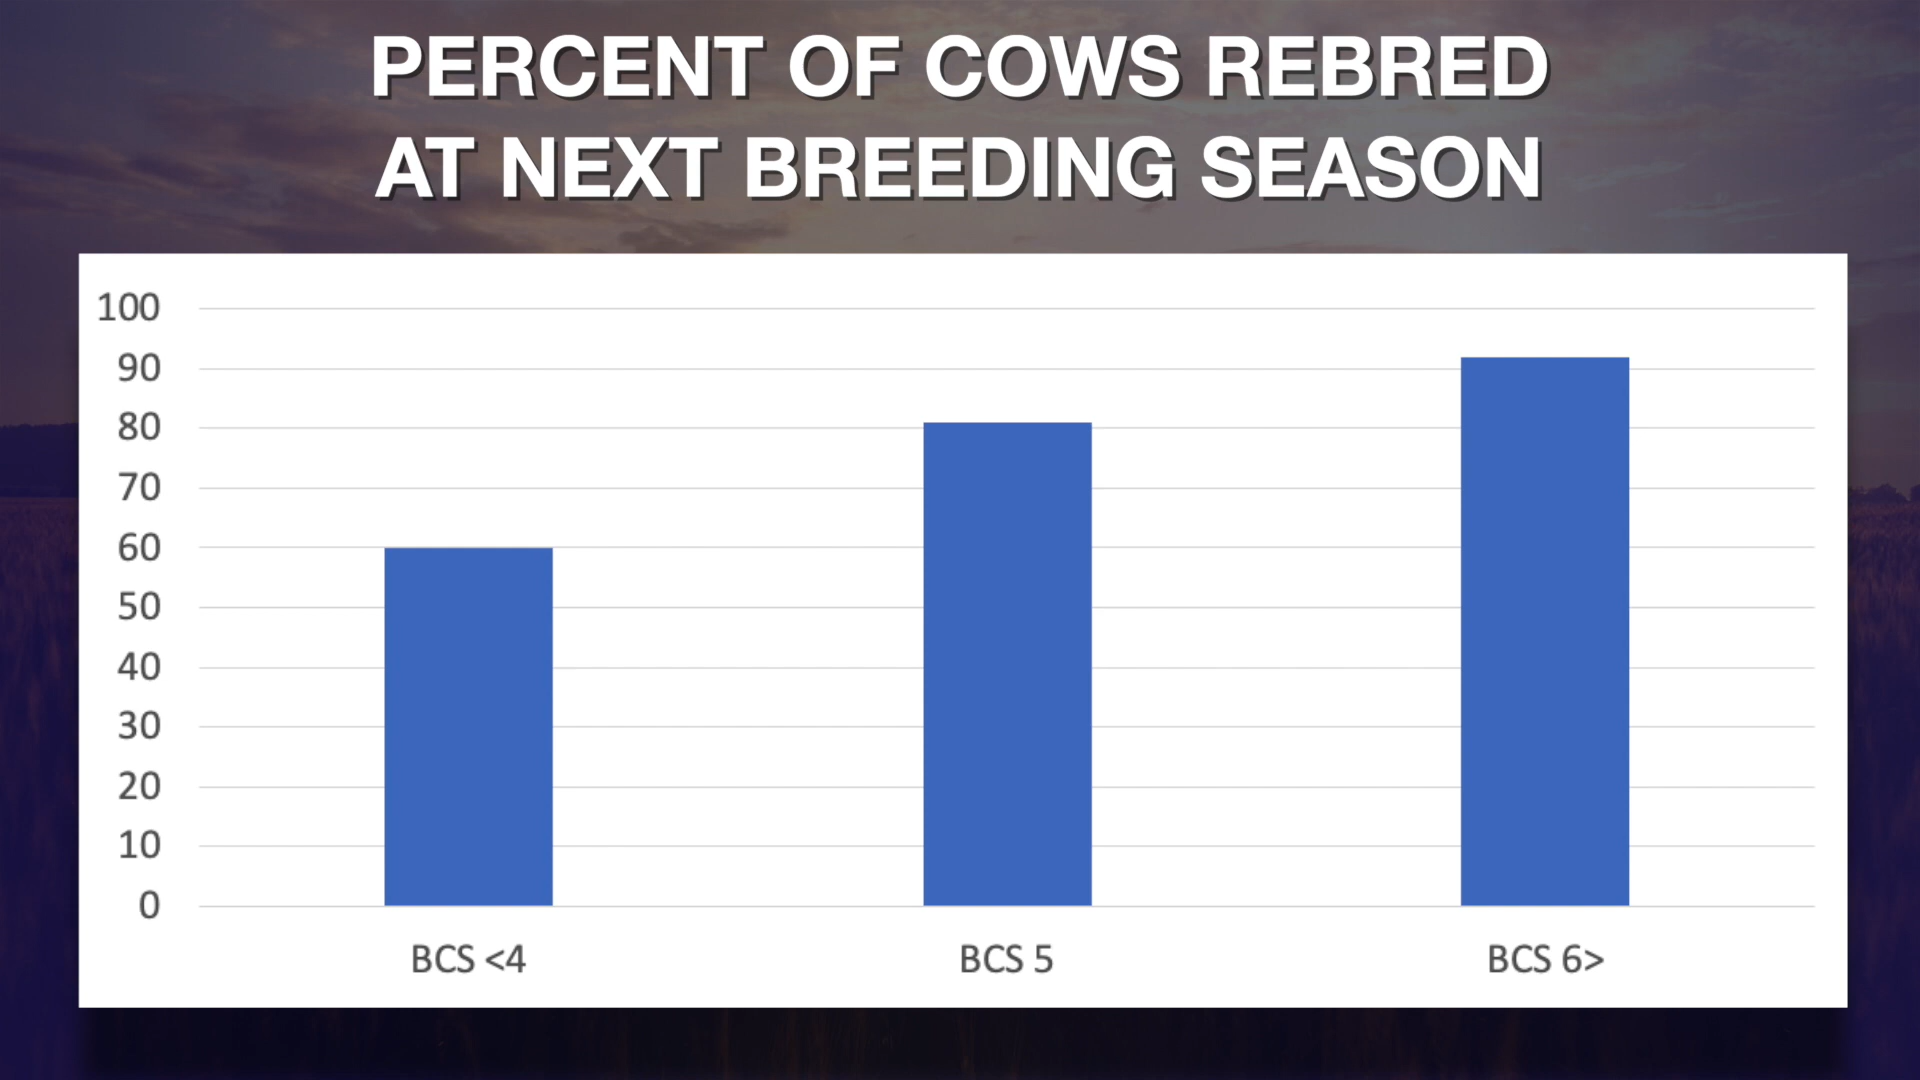 PERCENT OF COWS REBRED
AT NEXT BREEDING SEASON
100
90
80
70
60
50
40
30
20
10
0
BCS <4
BCS 5
BCS 6>